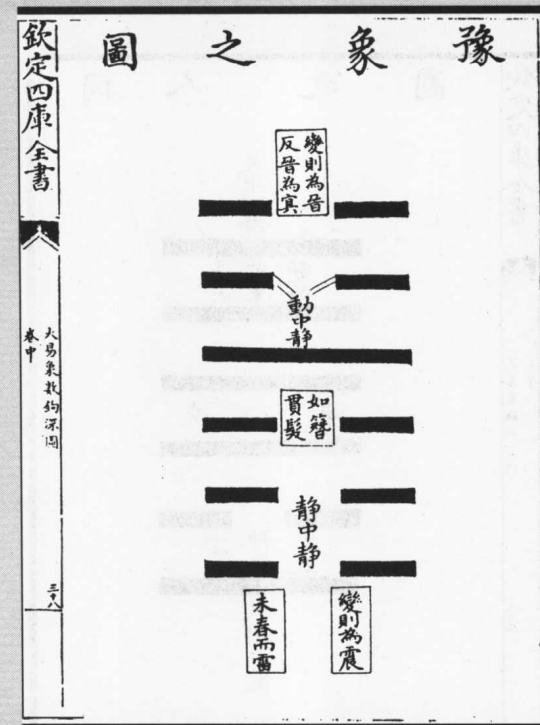 豫象之圖
變則為晉
反晉為冥
動中靜
如簪
貫髮
靜中靜
變則為震
未春而雷
欽定四庫全書
大易象數鈎深圖
卷中
三十八